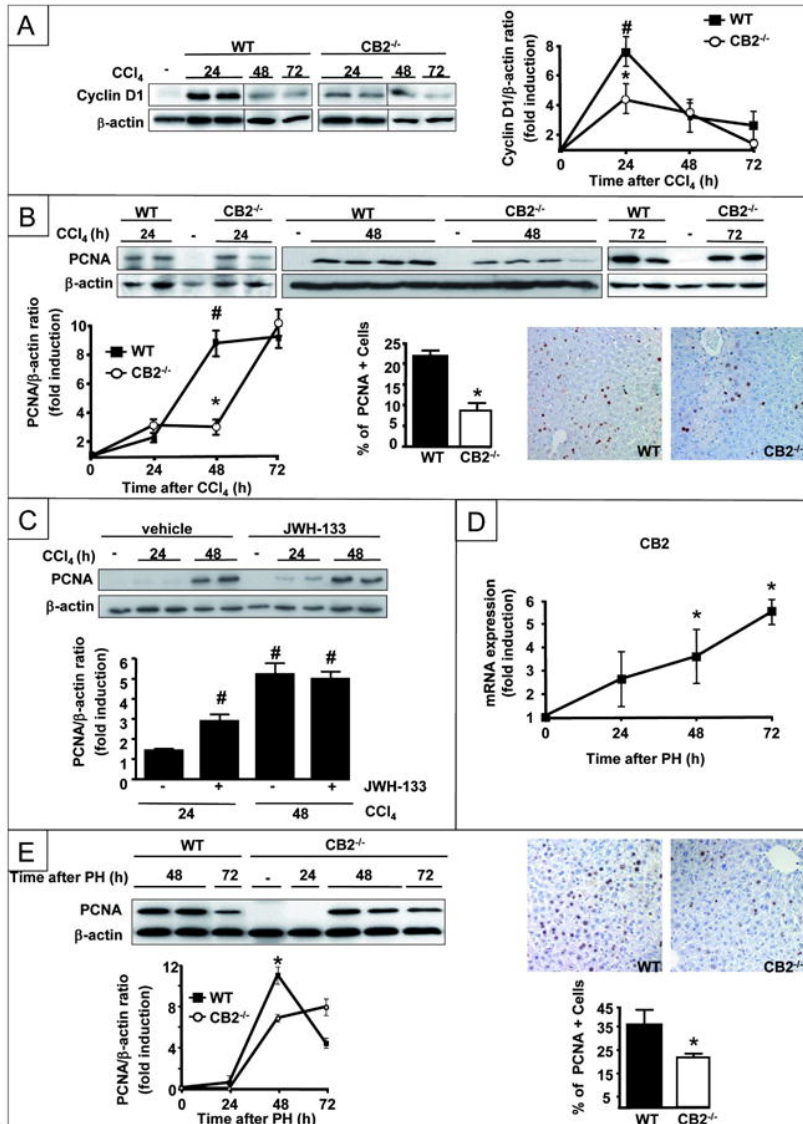 A
WT
CB2-/-
CCl4
- 24 48 72 24 48 72
Cyclin D1
β-actin
Cyclin D1/β-actin ratio
(fold induction)
8
6
4
2
#
*
WT
CB2-/-
0 24 48 72
Time after CCl4 (h)
B
WT CB2-/- WT CB2-/- WT CB2-/-
CCl4 (h) 24 - 24 - 48 - 48 72 - 72
PCNA
β-actin
PCNA/β-actin ratio
(fold induction)
10
8
6
4
2
#
*
WT
CB2-/-
0 24 48 72
Time after CCl4 (h)
% of PCNA + Cells
25
20
15
10
5
0
*
WT CB2-/-
WT
CB2-/-
C
vehicle JWH-133
CCl4 (h) - 24 48 - 24 48
PCNA
β-actin
PCNA/β-actin ratio
(fold induction)
6
5
4
3
2
1
0
# # #
- + - + JWH-133
24 48 CCl4
D
CB2
mRNA expression
(fold induction)
6
5
4
3
2
1
* *
0 24 48 72
Time after PH (h)
E
WT CB2-/-
Time after PH (h) 48 72 - 24 48 72
PCNA
β-actin
PCNA/β-actin ratio
(fold induction)
12
8
4
0
*
WT
CB2-/-
0 24 48 72
Time after PH (h)
WT
CB2-/-
% of PCNA + Cells
45
35
25
15
5
*
WT CB2-/-